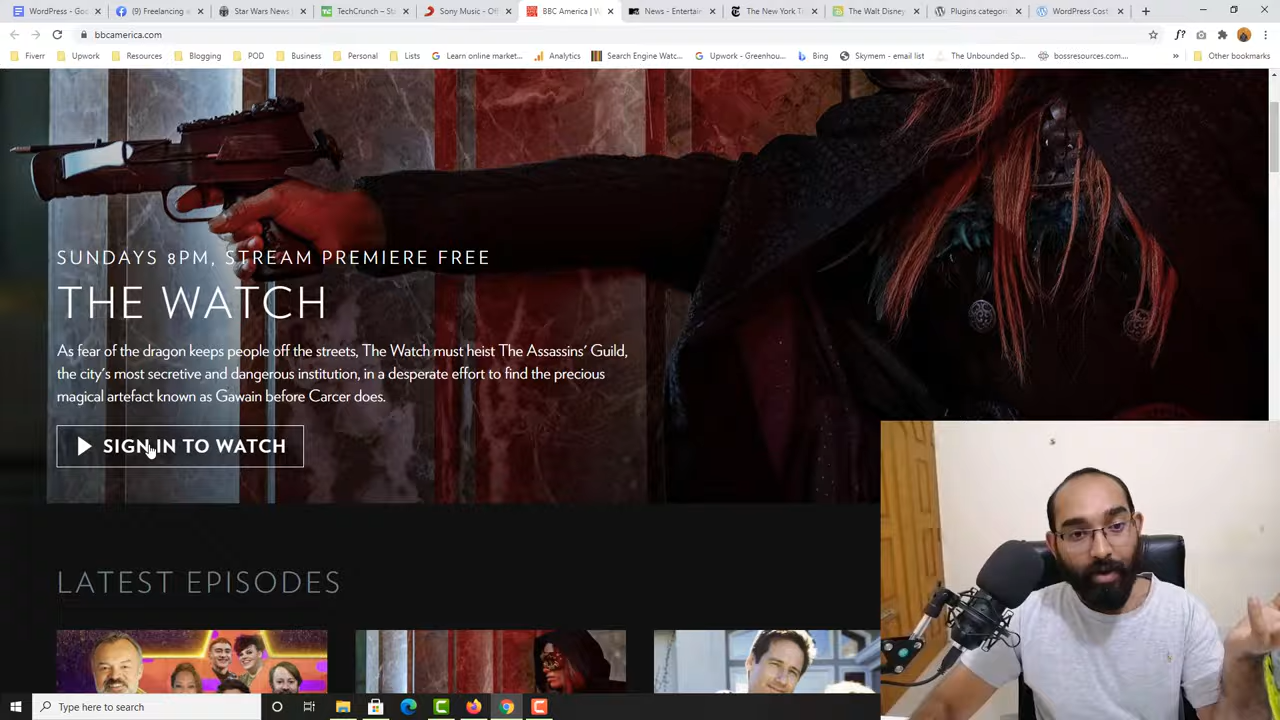 WordPress - Goo
(9) Freelancing
Star Wars News
TechCrunch – Sta
Sony Music - Off
BBC America | W
News - Entertain
The New York T
The Walt Disney
Plugins categori
WordPress Cost
bbcamerica.com
f?
Fiverr
Upwork
Resources
Blogging
POD
Business
Personal
Lists
Learn online market...
Analytics
Search Engine Watc...
Upwork - Greenhou...
Bing
Skymem - email list
The Unbounded Sp...
bossresources.com...
Other bookmarks
SUNDAYS 8PM, STREAM PREMIERE FREE
THE WATCH
As fear of the dragon keeps people off the streets, The Watch must heist The Assassins' Guild,
the city's most secretive and dangerous institution, in a desperate effort to find the precious
magical artefact known as Gawain before Carcer does.
SIGN IN TO WATCH
LATEST EPISODES
Type here to search